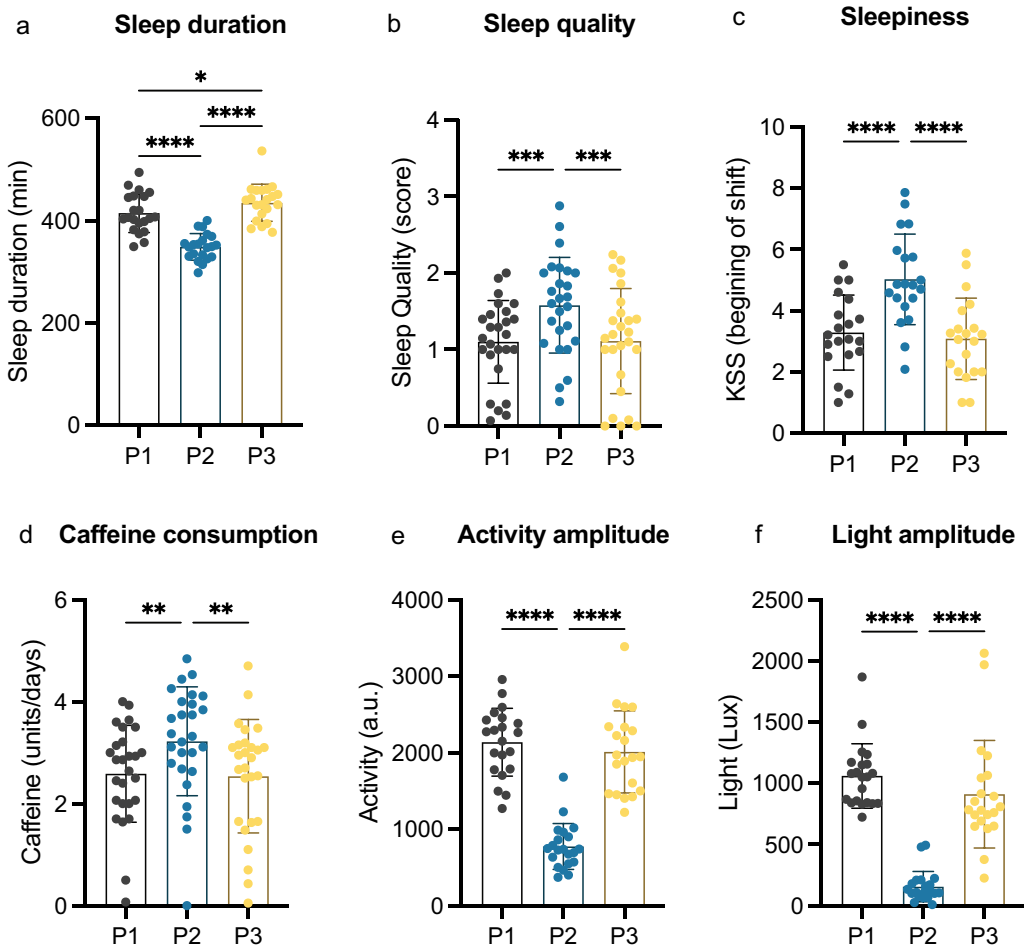 a Sleep duration
b Sleep quality
c Sleepiness
*
****
****
600
400
200
0
Sleep duration (min)
P1 P2 P3
***
***
4
3
2
1
0
Sleep Quality (score)
P1 P2 P3
****
****
10
8
6
4
2
0
KSS (begining of shift)
P1 P2 P3
d Caffeine consumption
e Activity amplitude
f Light amplitude
**
**
6
4
2
0
Caffeine (units/days)
P1 P2 P3
****
****
4000
3000
2000
1000
0
Activity (a.u.)
P1 P2 P3
****
****
2500
2000
1500
1000
500
0
Light (Lux)
P1 P2 P3